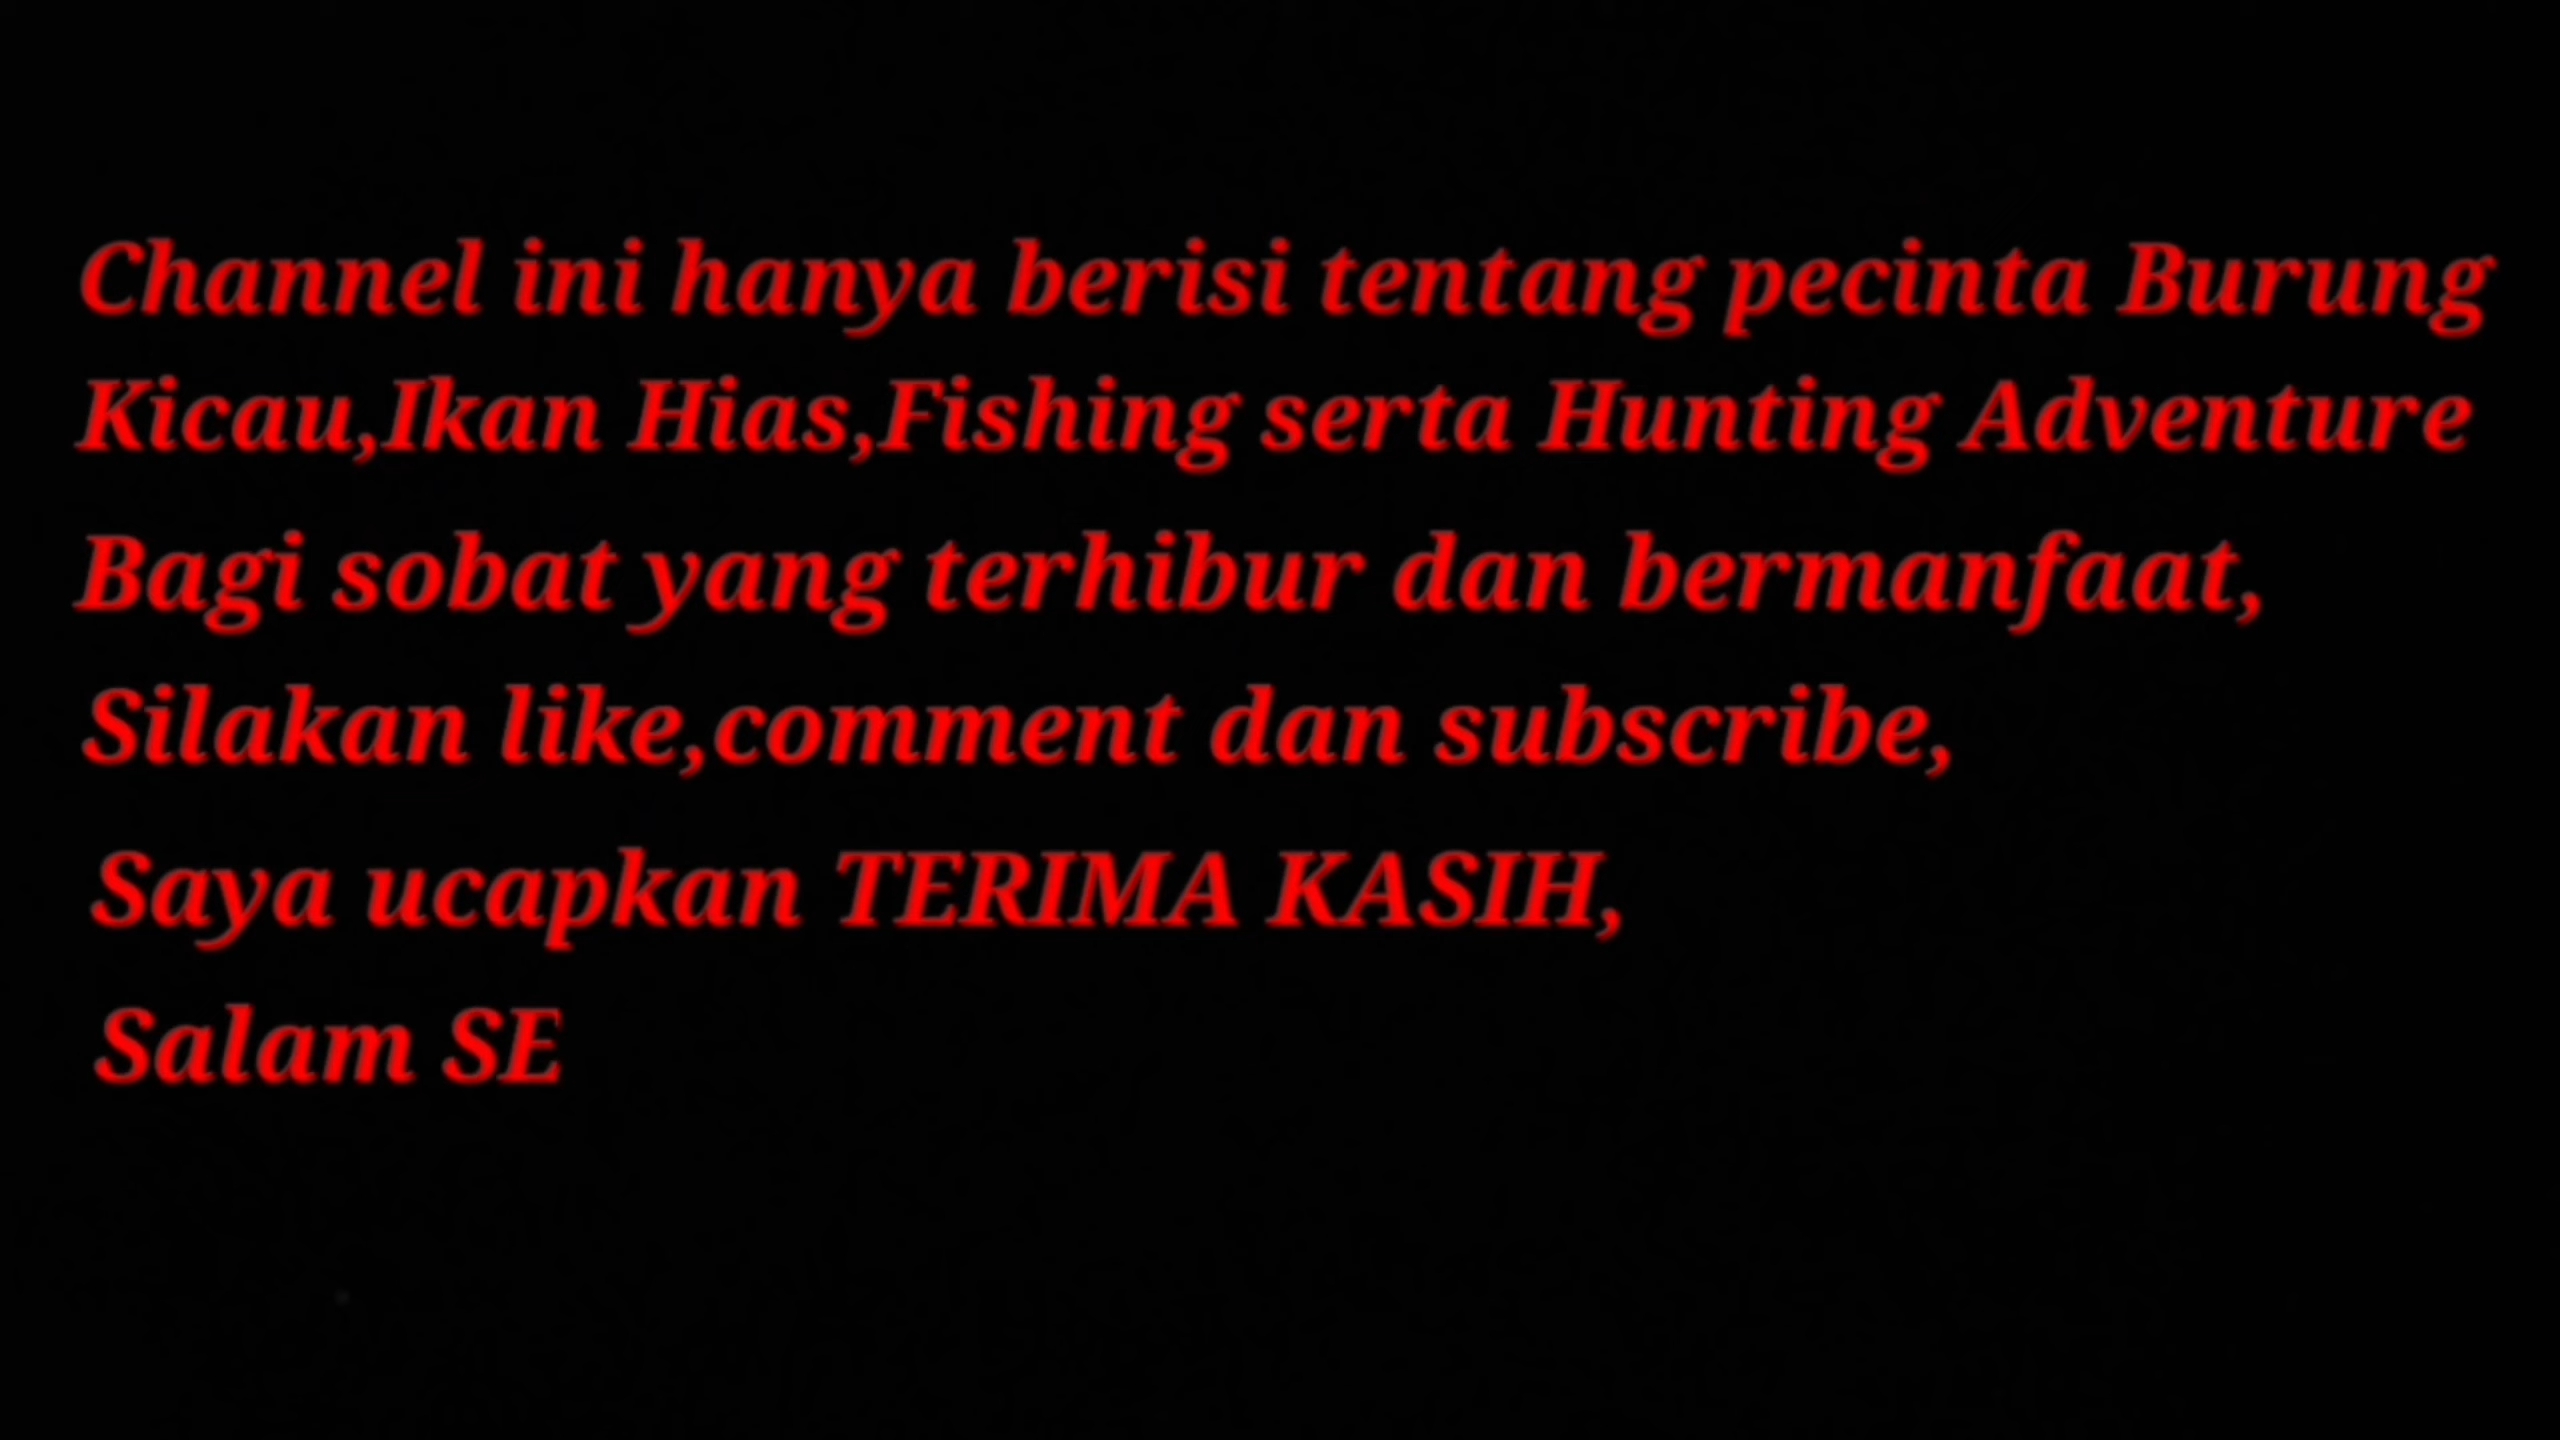 Channel ini hanya berisi tentang pecinta Burung
Kicau,Ikan Hias,Fishing serta Hunting Adventure
Bagi sobat yang terhibur dan bermanfaat,
Silakan like,comment dan subscribe,
Saya ucapkan TERIMA KASIH,
Salam SE